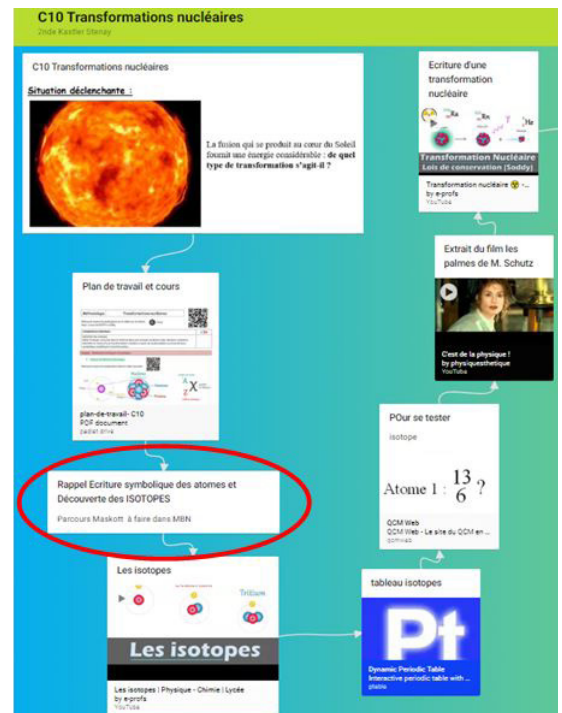 C10 Transformations nucléaires
2nde Kastler Stenay
C10 Transformations nucléaires
Situation déclenchante :
La fusion qui se produit au cœur du Soleil
fournit une énergie considérable : de quel
type de transformation s'agit-il ?
Plan de travail et cours
plan-de-travail- C10
PDF document
padlet drive
Rappel Ecriture symbolique des atomes et
Découverte des ISOTOPES
Parcours Maskott à faire dans MBN
Les isotopes
Tritium
Les isotopes
Les isotopes | Physique - Chimie | Lycée
by e-profs
YouTube
tableau isotopes
Pt
Dynamic Periodic Table
Interactive periodic table with ...
ptable
POur se tester
isotope
Atome 1 : 13 6 ?
QCM Web
QCM Web - Le site du QCM en ...
qcmweb
Extrait du film les
palmes de M. Schutz
C'est de la physique !
by physiquesthetique
YouTube
Ecriture d'une
transformation
nucléaire
Ra
Rn
He
Transformation Nucléaire
Lois de conservation (Soddy)
Transformation nucléaire ☢ -...
by e-profs
YouTube